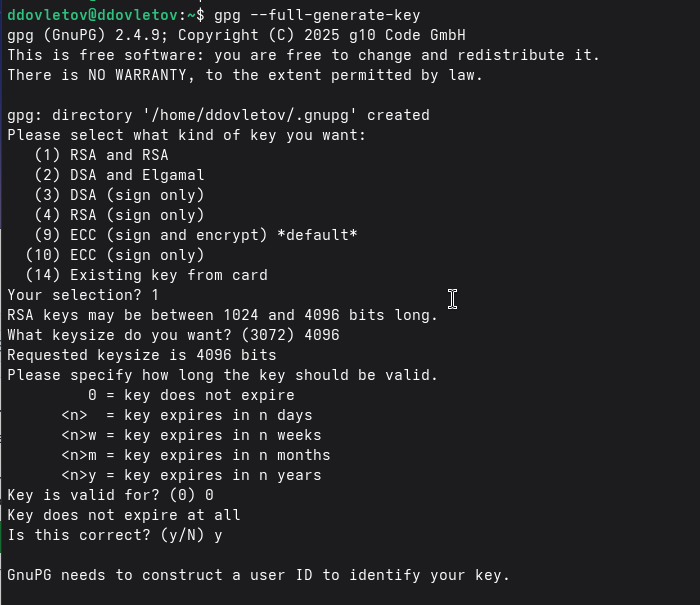 ddovletov@ddovletov:~$ gpg --full-generate-key
gpg (GnuPG) 2.4.9; Copyright (C) 2025 g10 Code GmbH
This is free software: you are free to change and redistribute it.
There is NO WARRANTY, to the extent permitted by law.

gpg: directory '/home/ddovletov/.gnupg' created
Please select what kind of key you want:
   (1) RSA and RSA
   (2) DSA and Elgamal
   (3) DSA (sign only)
   (4) RSA (sign only)
   (9) ECC (sign and encrypt) *default*
  (10) ECC (sign only)
  (14) Existing key from card
Your selection? 1
RSA keys may be between 1024 and 4096 bits long.
What keysize do you want? (3072) 4096
Requested keysize is 4096 bits
Please specify how long the key should be valid.
         0 = key does not expire
      <n>  = key expires in n days
      <n>w = key expires in n weeks
      <n>m = key expires in n months
      <n>y = key expires in n years
Key is valid for? (0) 0
Key does not expire at all
Is this correct? (y/N) y

GnuPG needs to construct a user ID to identify your key.